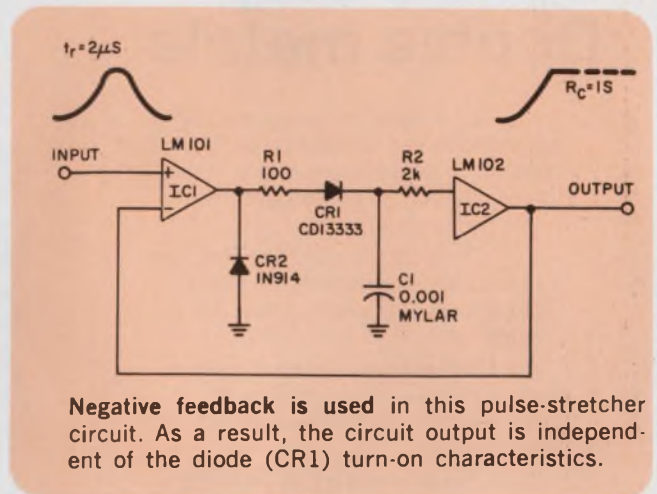 tr=2μS
RC=1S
INPUT
LM101
+
IC1
-
R1
100
CR1
CD13333
R2
2k
LM102
IC2
OUTPUT
CR2
1N914
C1
0.001
MYLAR
Negative feedback is used in this pulse-stretcher
circuit. As a result, the circuit output is independ-
ent of the diode (CR1) turn-on characteristics.